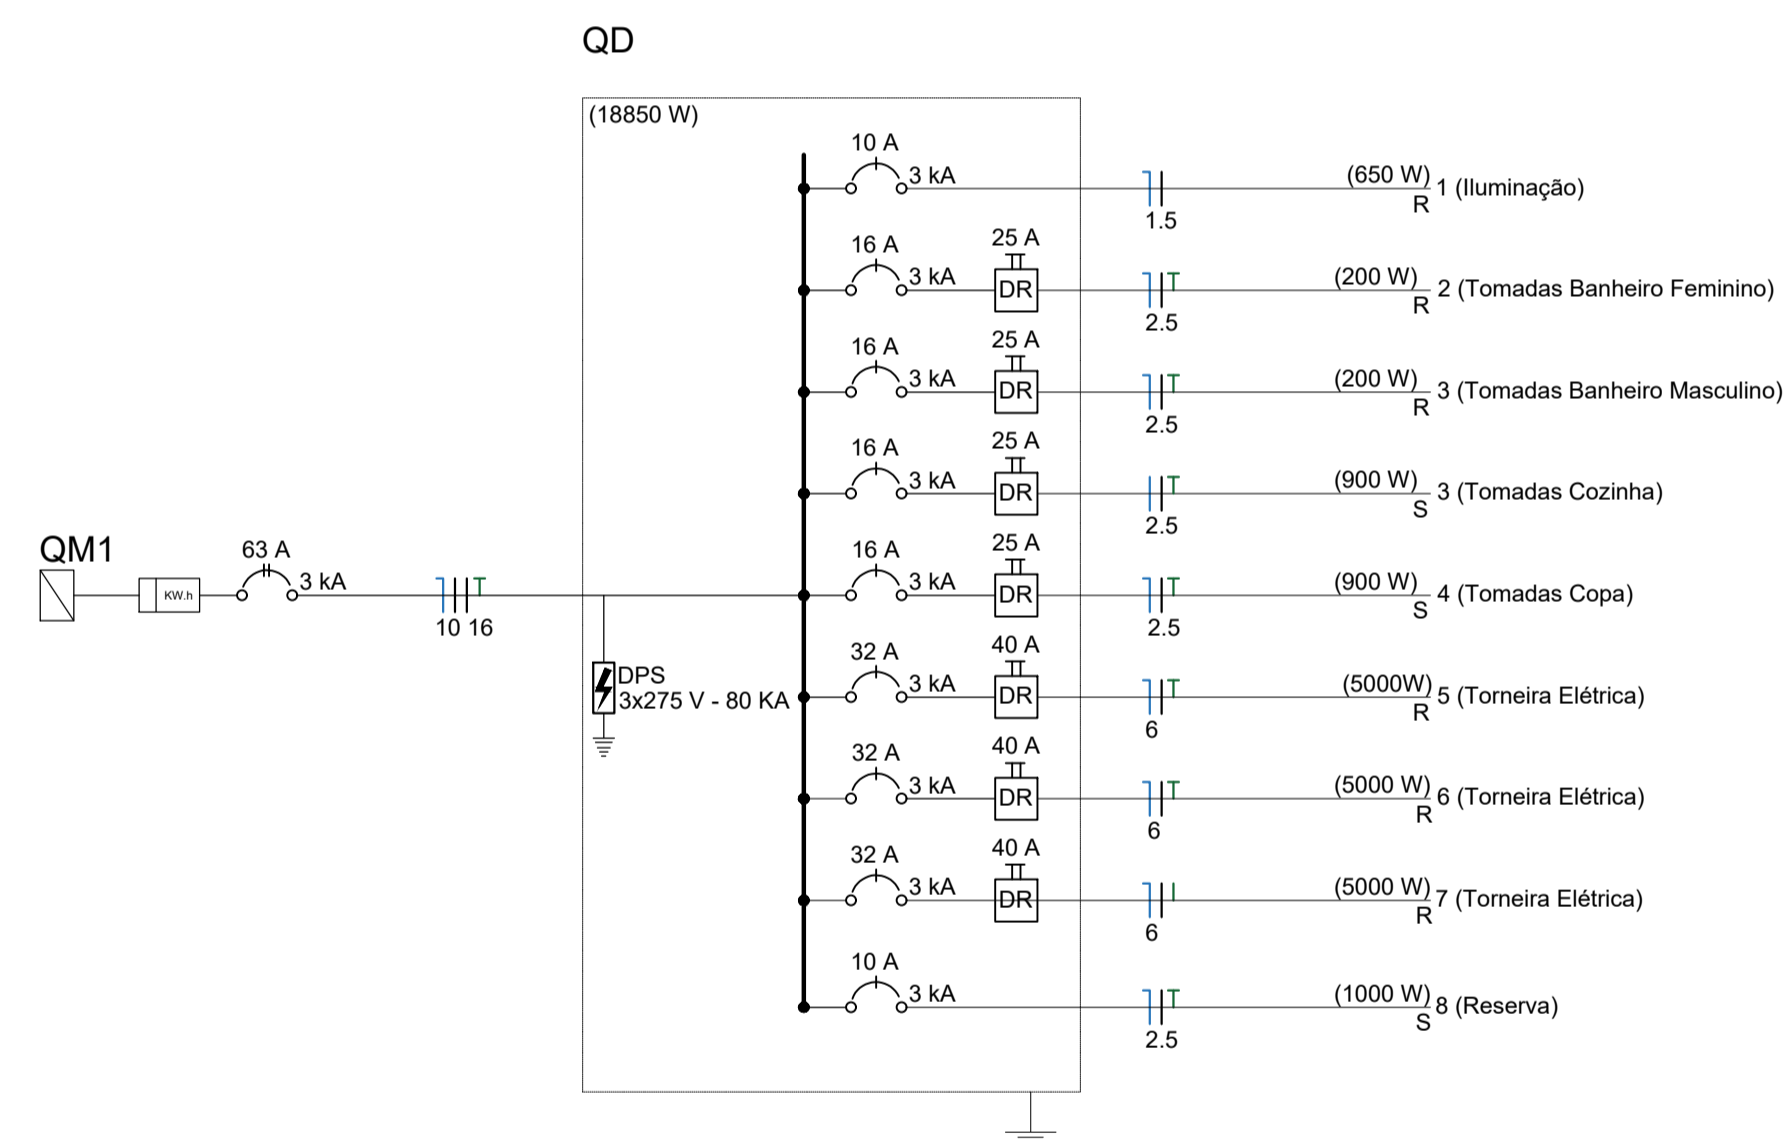 QD
(18850 W)
10 A
3 kA
1.5
(650 W)
R
1 (Iluminação)
16 A
3 kA
25 A
DR
T
2.5
(200 W)
R
2 (Tomadas Banheiro Feminino)
16 A
3 kA
25 A
DR
T
2.5
(200 W)
R
3 (Tomadas Banheiro Masculino)
16 A
3 kA
25 A
DR
T
2.5
(900 W)
S
3 (Tomadas Cozinha)
QM1
KW.h
63 A
3 kA
T
10 16
16 A
3 kA
25 A
DR
T
2.5
(900 W)
S
4 (Tomadas Copa)
DPS
3x275 V - 80 KA
32 A
3 kA
40 A
DR
T
6
(5000W)
R
5 (Torneira Elétrica)
32 A
3 kA
40 A
DR
T
6
(5000 W)
R
6 (Torneira Elétrica)
32 A
3 kA
40 A
DR
6
(5000 W)
R
7 (Torneira Elétrica)
10 A
3 kA
T
2.5
(1000 W)
S
8 (Reserva)